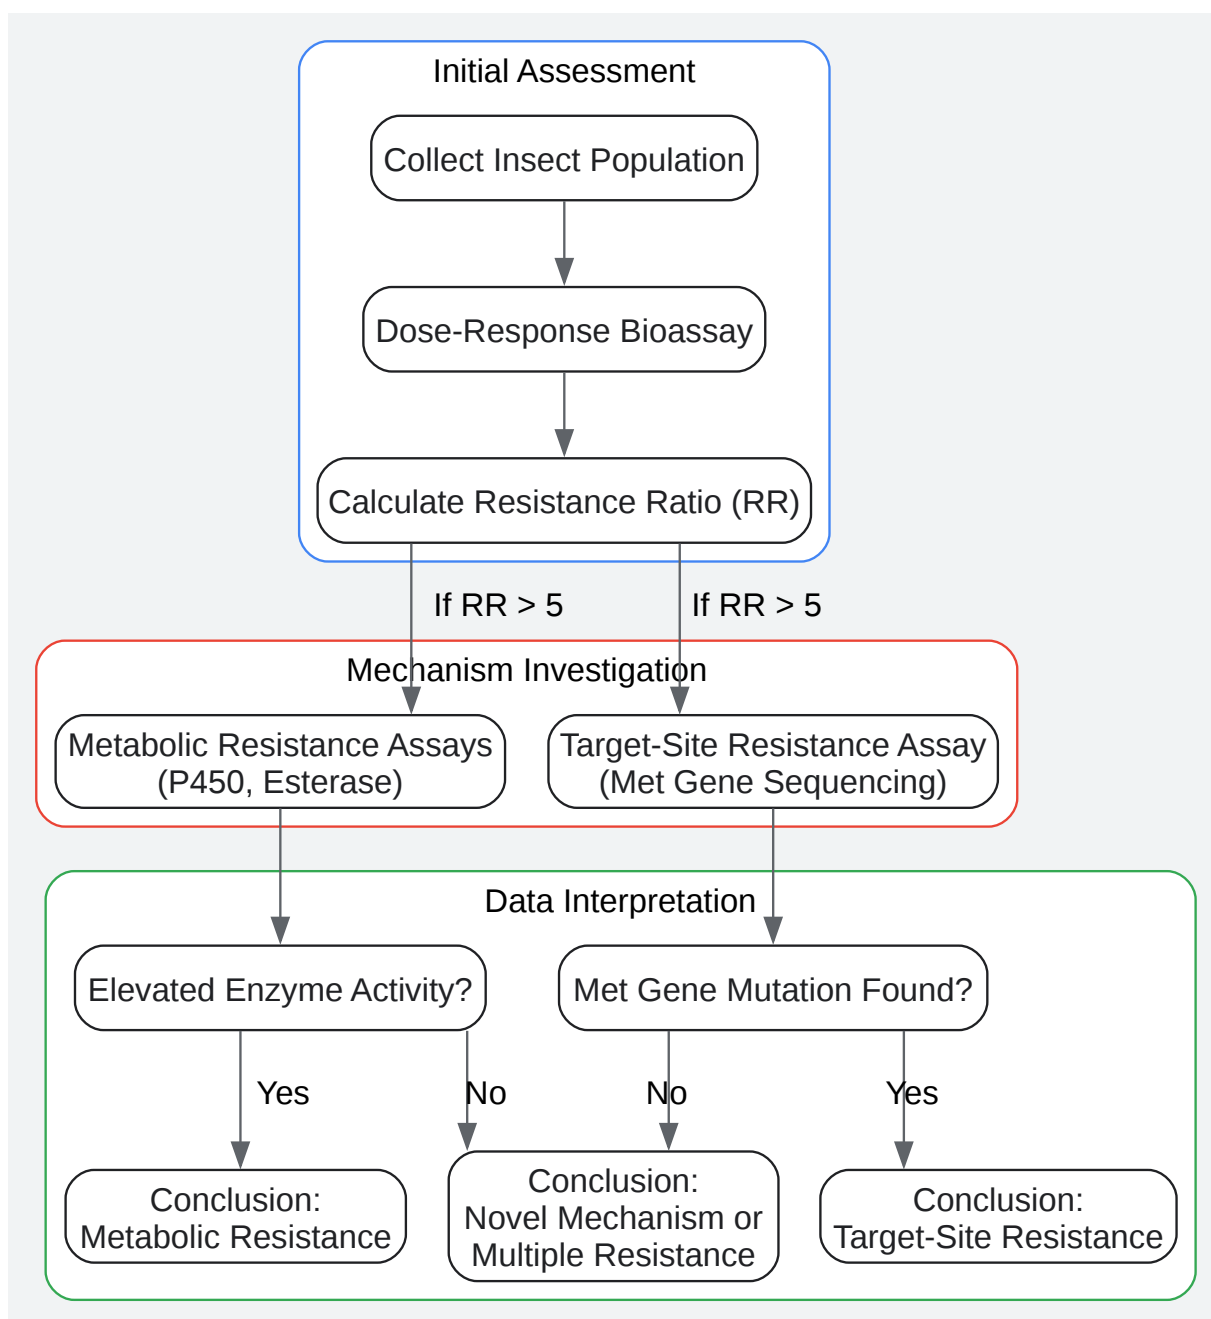 Initial Assessment
Collect Insect Population
Dose-Response Bioassay
Calculate Resistance Ratio (RR)
If RR > 5
If RR > 5
Mechanism Investigation
Metabolic Resistance Assays
(P450, Esterase)
Target-Site Resistance Assay
(Met Gene Sequencing)
Data Interpretation
Elevated Enzyme Activity?
Met Gene Mutation Found?
Yes
No
No
Yes
Conclusion:
Metabolic Resistance
Conclusion:
Novel Mechanism or
Multiple Resistance
Conclusion:
Target-Site Resistance